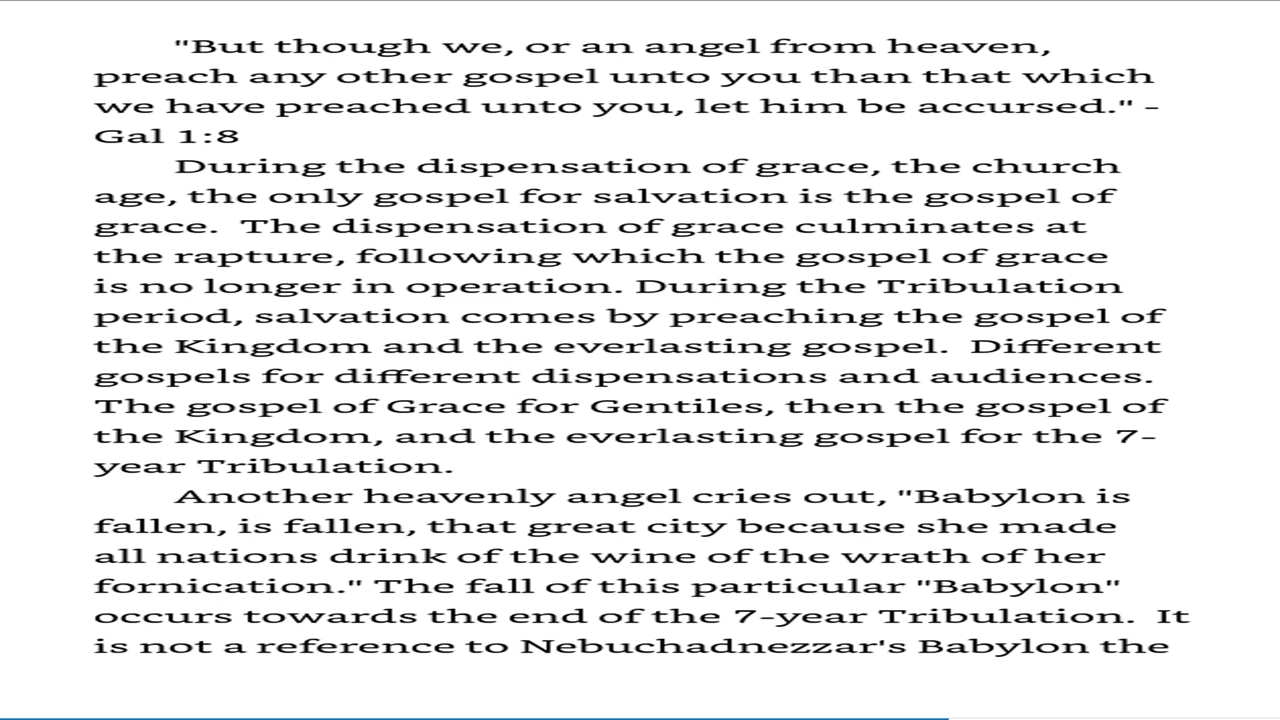 "But though we, or an angel from heaven,
preach any other gospel unto you than that which
we have preached unto you, let him be accursed." -
Gal 1:8
During the dispensation of grace, the church
age, the only gospel for salvation is the gospel of
grace.  The dispensation of grace culminates at
the rapture, following which the gospel of grace
is no longer in operation. During the Tribulation
period, salvation comes by preaching the gospel of
the Kingdom and the everlasting gospel.  Different
gospels for different dispensations and audiences.
The gospel of Grace for Gentiles, then the gospel of
the Kingdom, and the everlasting gospel for the 7-
year Tribulation.
Another heavenly angel cries out, "Babylon is
fallen, is fallen, that great city because she made
all nations drink of the wine of the wrath of her
fornication." The fall of this particular "Babylon"
occurs towards the end of the 7-year Tribulation.  It
is not a reference to Nebuchadnezzar's Babylon the